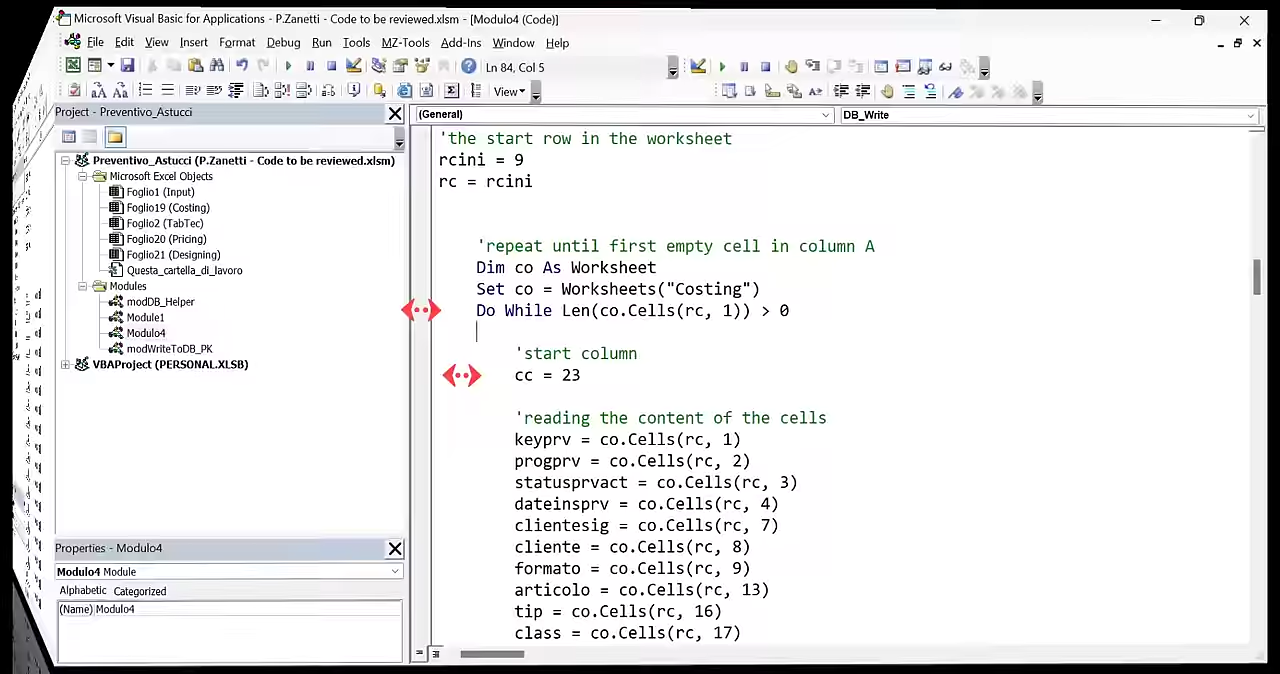 Microsoft Visual Basic for Applications - P.Zanetti - Code to be reviewed.xlsm - [Modulo4 (Code)]
File Edit View Insert Format Debug Run Tools MZ-Tools Add-Ins Window Help
Ln 84, Col 5
View
Project - Preventivo_Astucci
Preventivo_Astucci (P.Zanetti - Code to be reviewed.xlsm)
Microsoft Excel Objects
Foglio1 (Input)
Foglio19 (Costing)
Foglio2 (TabTec)
Foglio20 (Pricing)
Foglio21 (Designing)
Questa_cartella_di_lavoro
Modules
modDB_Helper
Module1
Modulo4
modWriteToDB_PK
VBAProject (PERSONAL.XLSB)
Properties - Modulo4
Modulo4 Module
Alphabetic Categorized
(Name) Modulo4
(General) DB_Write
'the start row in the worksheet
rcini = 9
rc = rcini
'repeat until first empty cell in column A
Dim co As Worksheet
Set co = Worksheets("Costing")
Do While Len(co.Cells(rc, 1)) > 0
'start column
cc = 23
'reading the content of the cells
keyprv = co.Cells(rc, 1)
progprv = co.Cells(rc, 2)
statusprvact = co.Cells(rc, 3)
dateinsprv = co.Cells(rc, 4)
clientesig = co.Cells(rc, 7)
cliente = co.Cells(rc, 8)
formato = co.Cells(rc, 9)
articolo = co.Cells(rc, 13)
tip = co.Cells(rc, 16)
class = co.Cells(rc, 17)